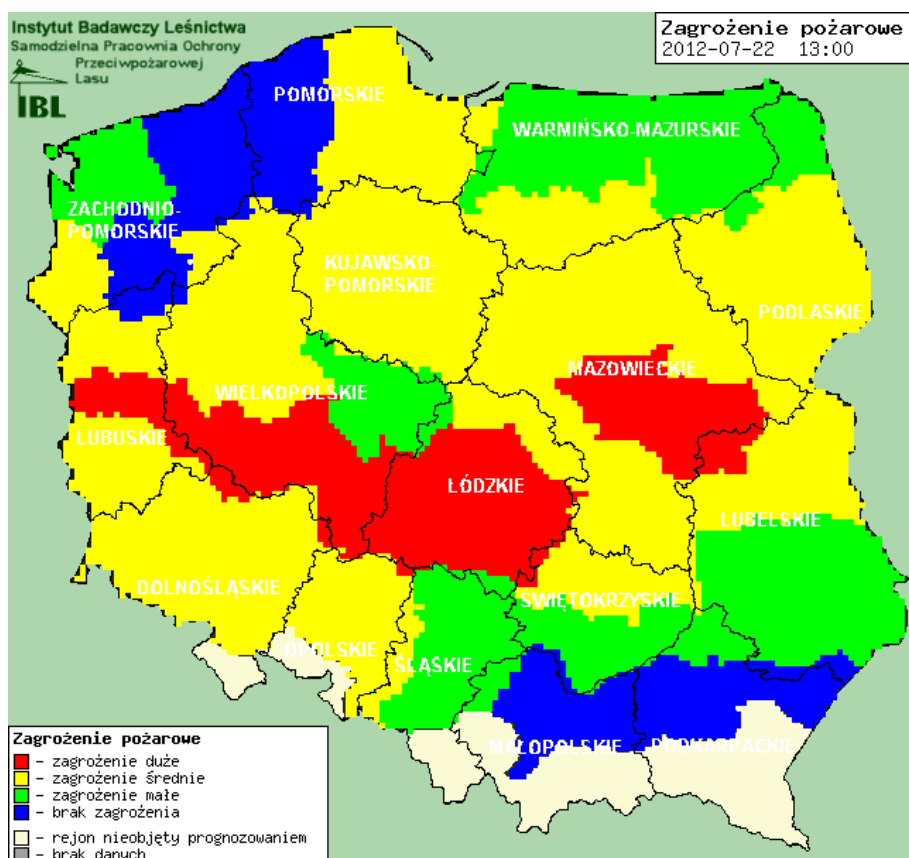 Instytut Badawczy Leśnictwa
Samodzielna Pracownia Ochrony
Przeciwpożarowej
Lasu
IBL
Zagrożenie pożarowe
2012-07-22 13:00
POMORSKIE
WARMIŃSKO-MAZURSKIE
ZACHODNIO-
POMORSKIE
KUJAWSKO-
POMORSKIE
PODLASKIE
MAZOWIECKIE
WIELKOPOLSKIE
LUBUSKIE
ŁÓDZKIE
LUBELSKIE
DOLNOŚLĄSKIE
ŚWIĘTOKRZYSKIE
OPOLSKIE
ŚLĄSKIE
MAŁOPOLSKIE
PODKARPACKIE
Zagrożenie pożarowe
- zagrożenie duże
- zagrożenie średnie
- zagrożenie małe
- brak zagrożenia
- rejon nieobjęty prognozowaniem
- brak danych